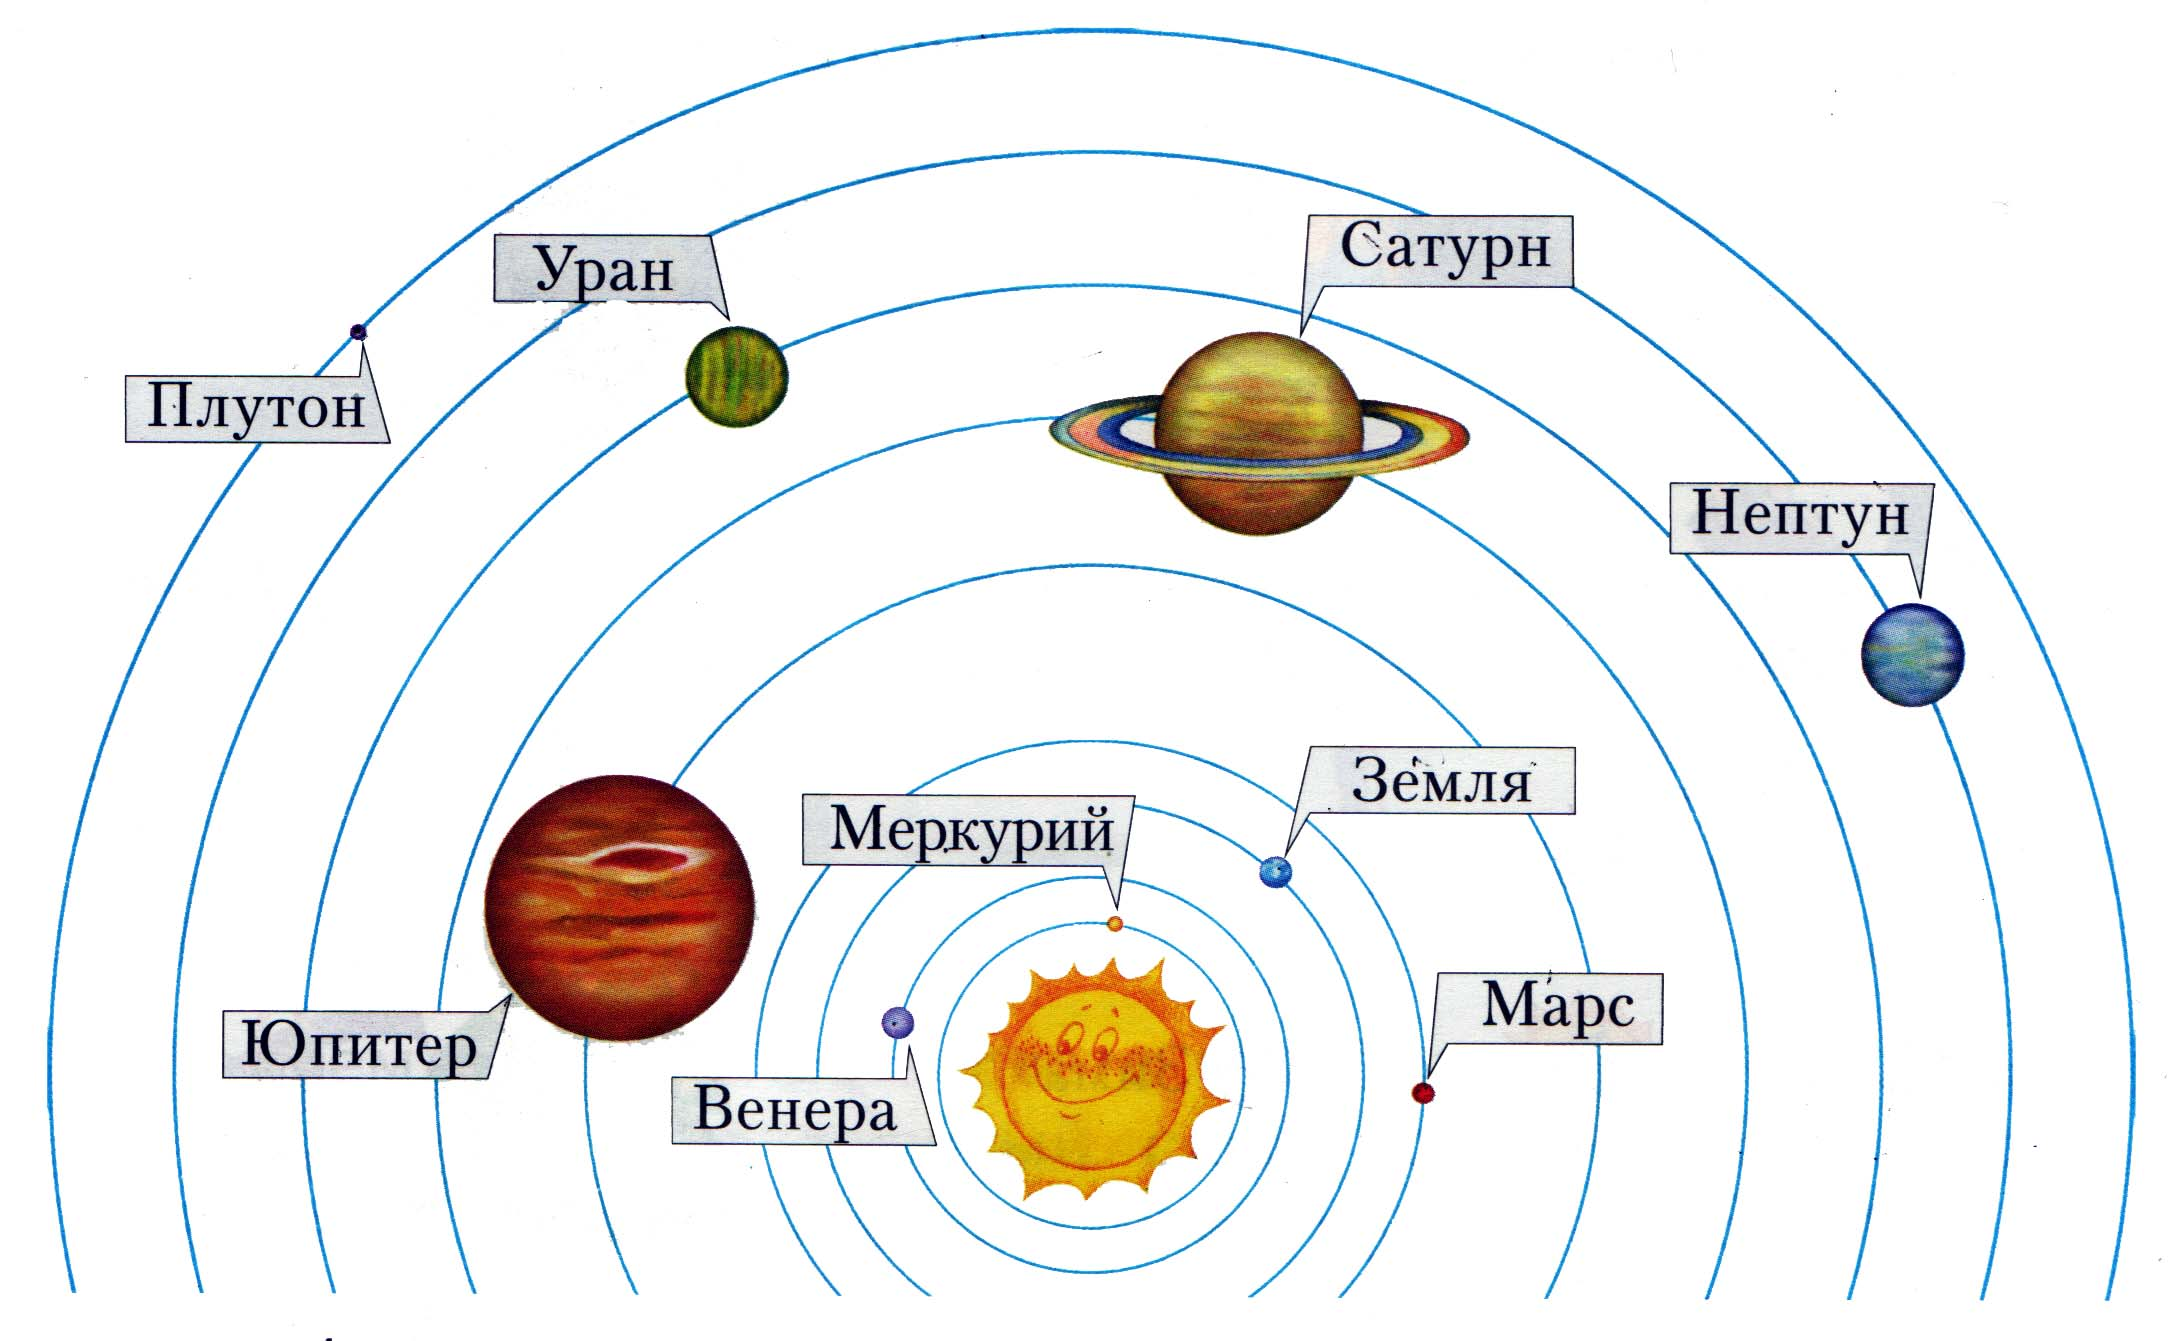 Сатурн
Уран
Плутон
Нептун
Земля
Меркурий
Марс
Юпитер
Венера